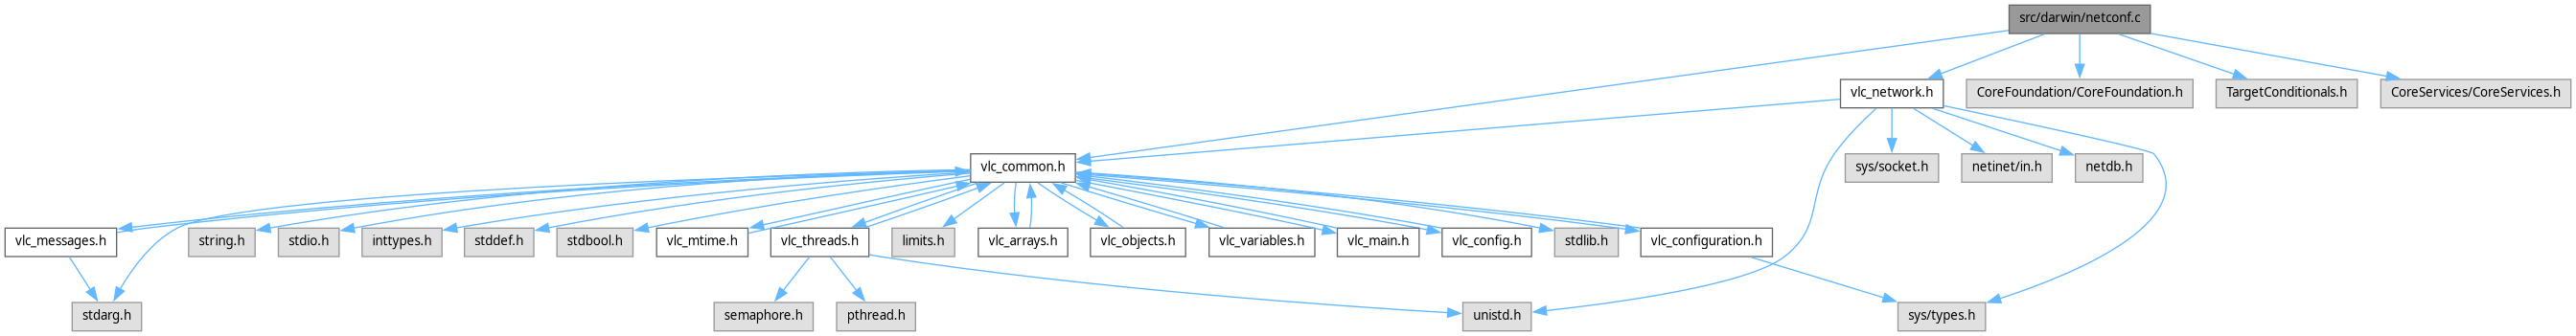 src/darwin/netconf.c
vlc_network.h
CoreFoundation/CoreFoundation.h
TargetConditionals.h
CoreServices/CoreServices.h
vlc_common.h
sys/socket.h
netinet/in.h
netdb.h
vlc_messages.h
string.h
stdio.h
inttypes.h
stddef.h
stdbool.h
vlc_mtime.h
vlc_threads.h
limits.h
vlc_arrays.h
vlc_objects.h
vlc_variables.h
vlc_main.h
vlc_config.h
stdlib.h
vlc_configuration.h
stdarg.h
semaphore.h
pthread.h
unistd.h
sys/types.h